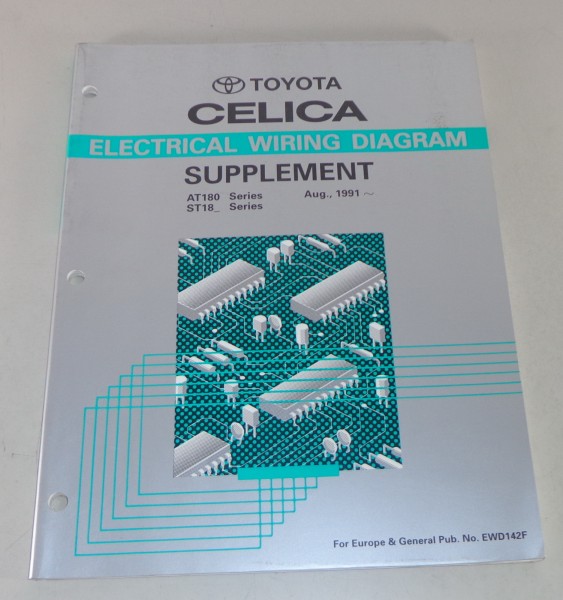 TOYOTA
CELICA
ELECTRICAL WIRING DIAGRAM
SUPPLEMENT
AT180 Series Aug., 1991 ~
ST18_ Series
For Europe & General Pub. No. EWD142F